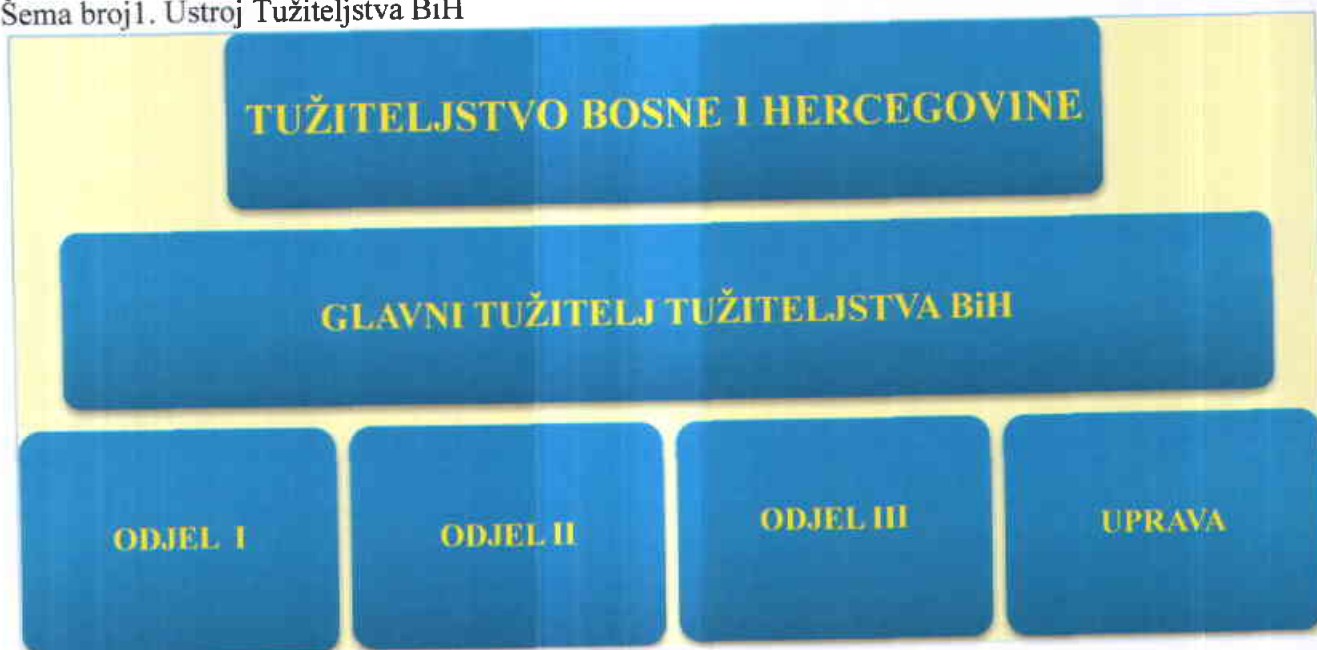 Šema broj1. Ustroj Tužiteljstva BiH
TUŽITELJSTVO BOSNE I HERCEGOVINE
GLAVNI TUŽITELJ TUŽITELJSTVA BiH
ODJEL I
ODJEL II
ODJEL III
UPRAVA